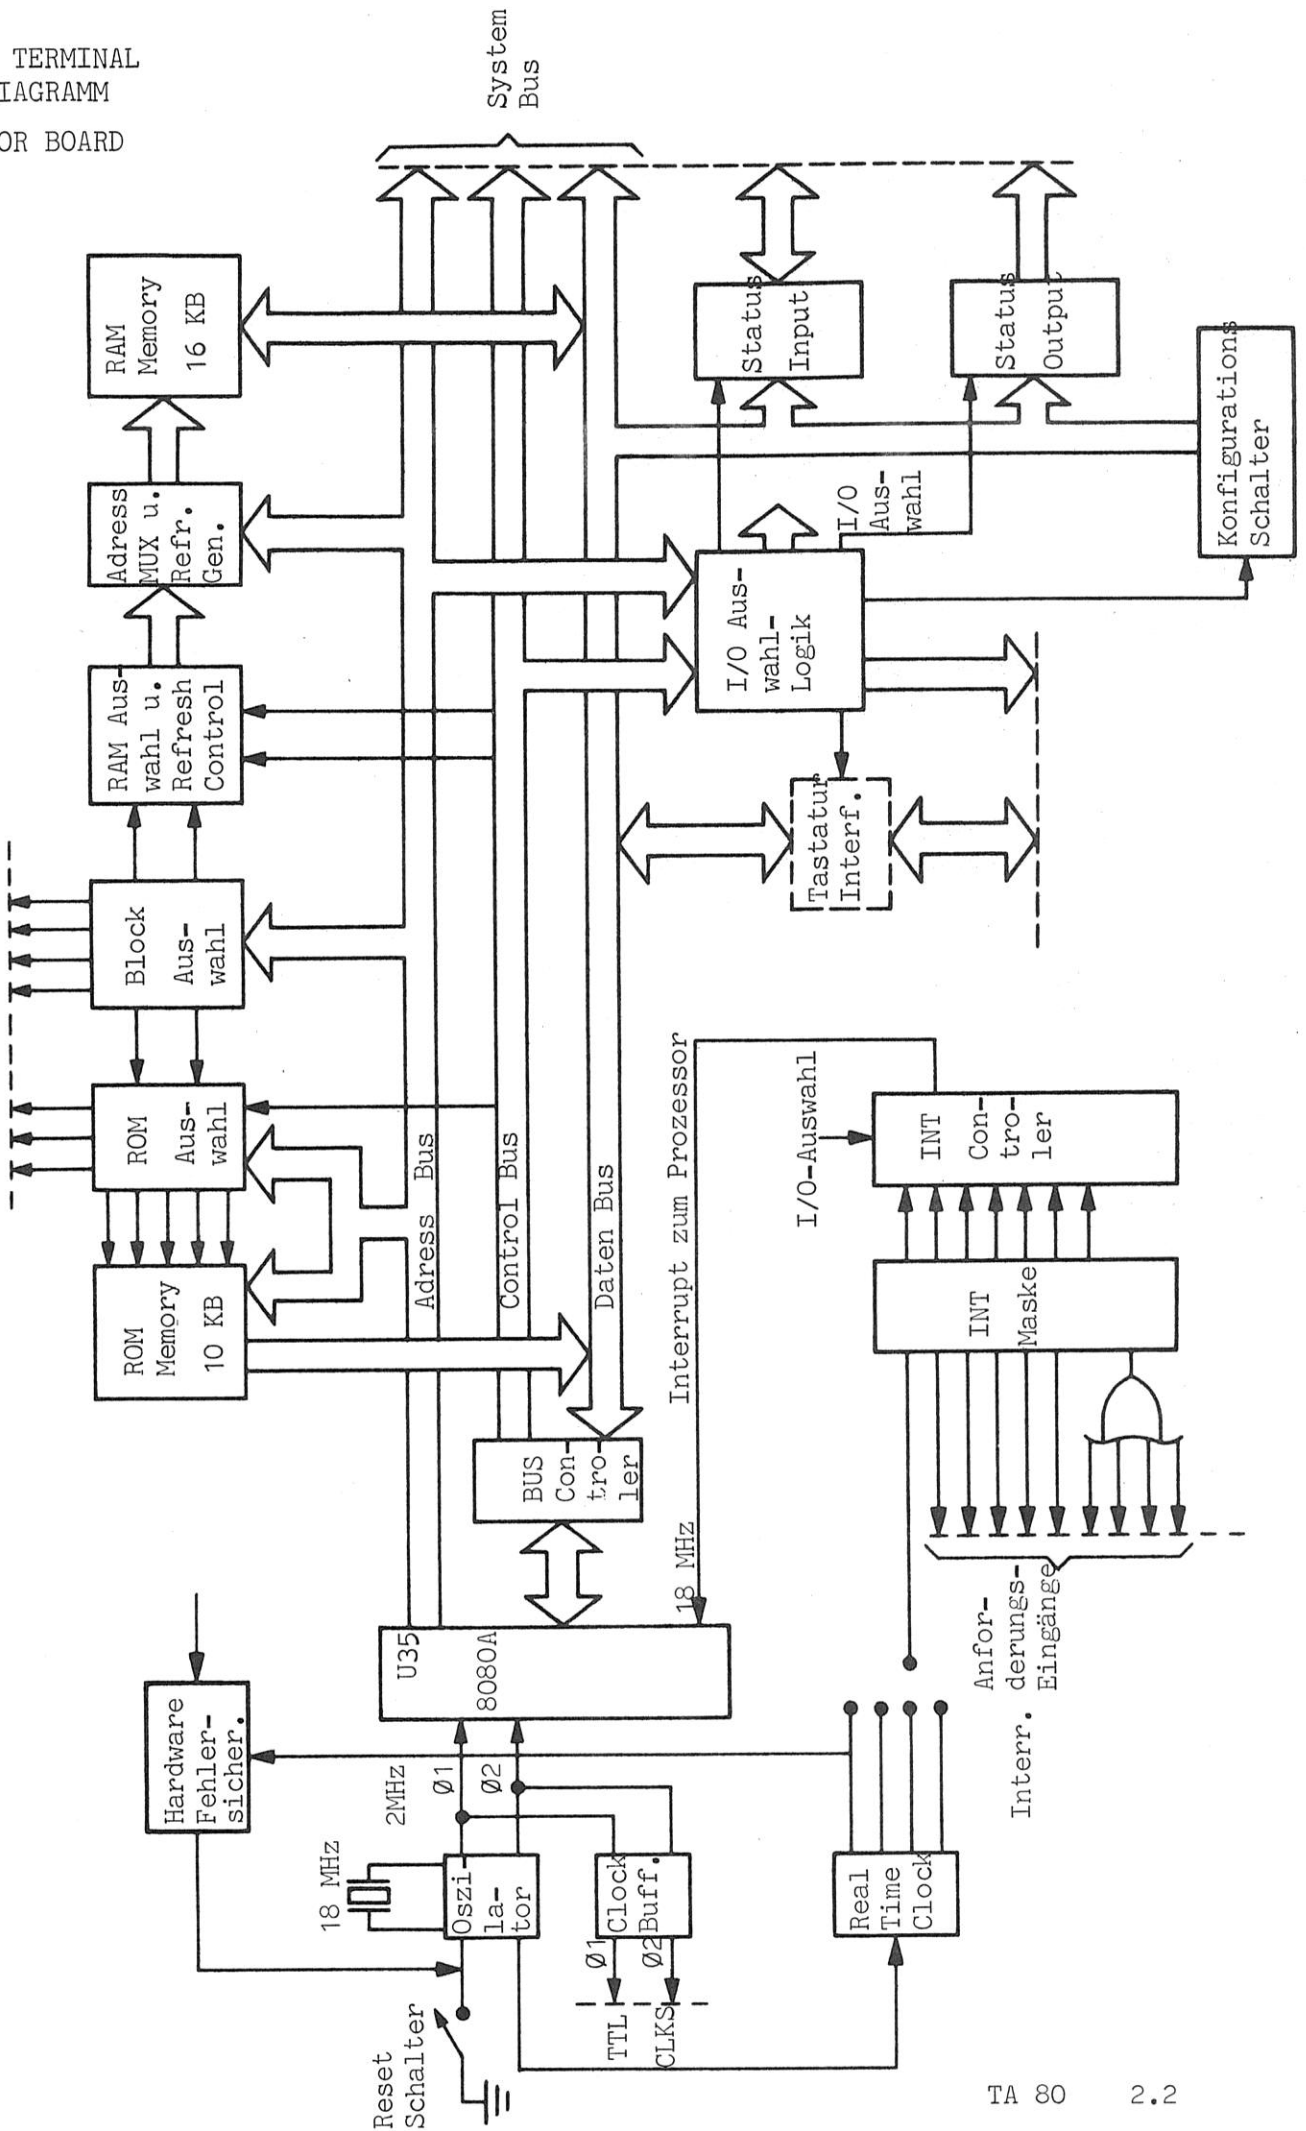 TERMINAL
IAGRAMM
OR BOARD
System
Bus
RAM
Memory
16 KB
Adress
MUX u.
Refr.
Gen.
RAM Aus-
wahl u.
Refresh
Control
Block
Aus-
wahl
ROM
Aus-
wahl
ROM
Memory
10 KB
Adress Bus
Control Bus
Daten Bus
Status
Input
Status
Output
Konfigurations
Schalter
I/O
Aus-
wahl
I/O Aus-
wahl-
Logik
Tastatur
Interf.
BUS
Con-
tro-
ler
U35
8080A
18 MHz
Interrupt zum Prozessor
I/O-Auswahl
INT
Con-
tro-
ler
INT
Maske
Interr.
Anfor-
derungs-
Eingänge
Hardware
Fehler-
sicher.
2MHz
Ø1
Ø2
18 MHz
Oszi-
la-
tor
Clock
Buff.
Ø1
Ø2
TTL
CLKS
Real
Time
Clock
Reset
Schalter
TA 80 2.2